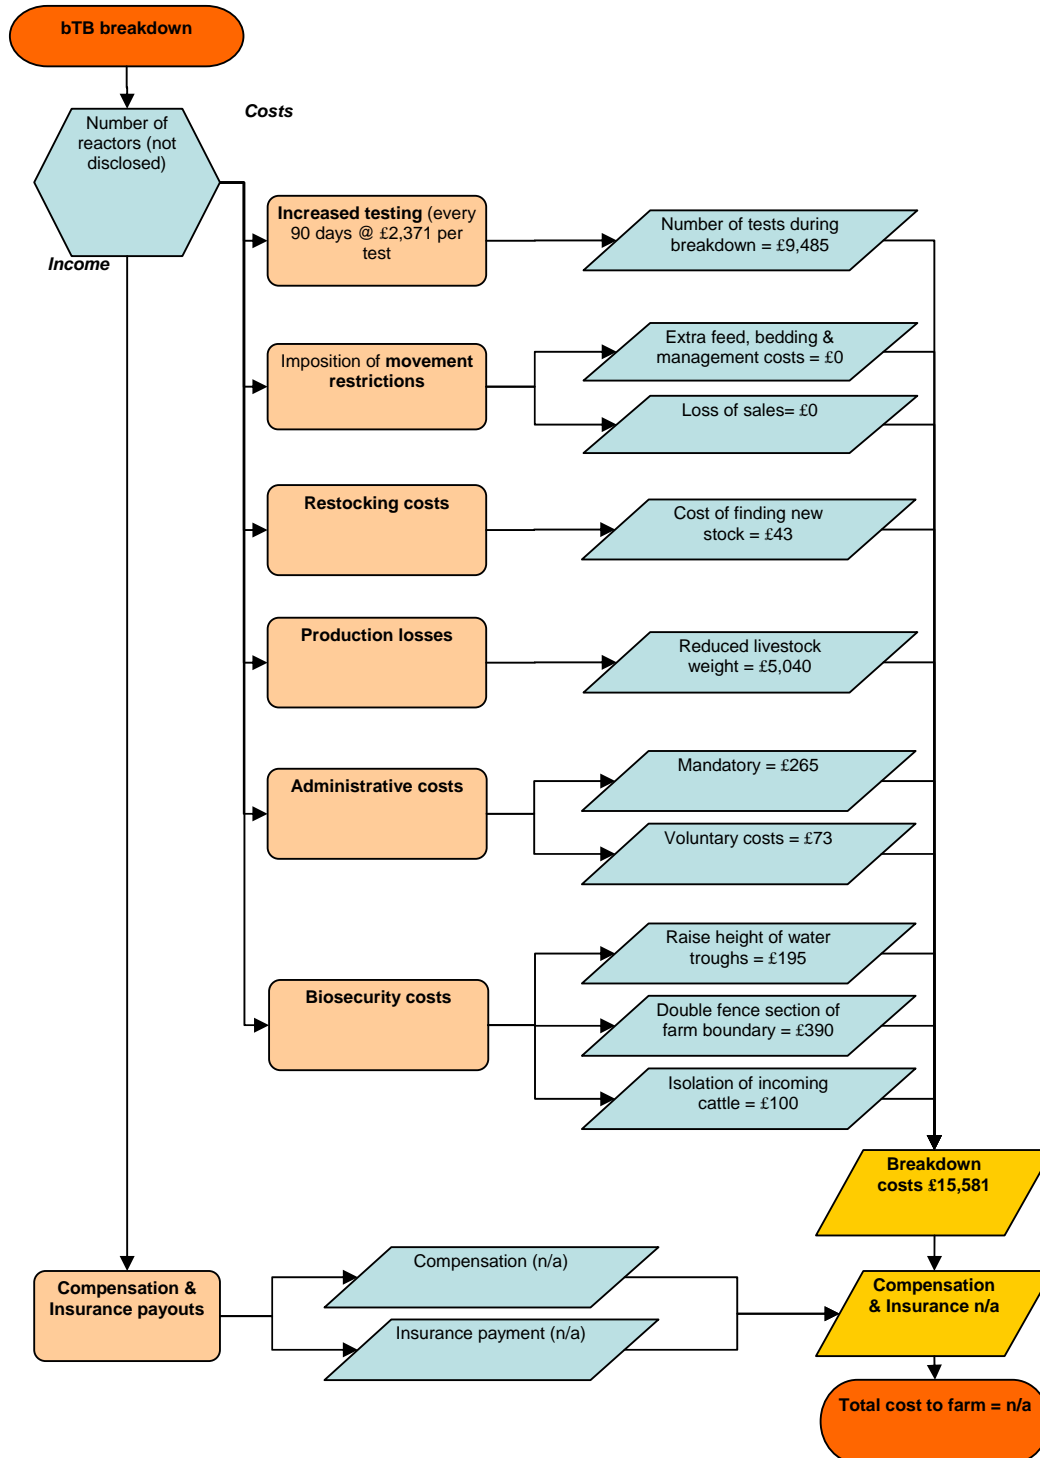 bTB breakdown
Costs
Number of
reactors (not
disclosed)
Income
Increased testing (every
90 days @ £2,371 per
test
Number of tests during
breakdown = £9,485
Imposition of movement
restrictions
Extra feed, bedding &
management costs = £0
Loss of sales= £0
Restocking costs
Cost of finding new
stock = £43
Production losses
Reduced livestock
weight = £5,040
Administrative costs
Mandatory = £265
Voluntary costs = £73
Biosecurity costs
Raise height of water
troughs = £195
Double fence section of
farm boundary = £390
Isolation of incoming
cattle = £100
Breakdown
costs £15,581
Compensation &
Insurance payouts
Compensation (n/a)
Insurance payment (n/a)
Compensation
& Insurance n/a
Total cost to farm = n/a